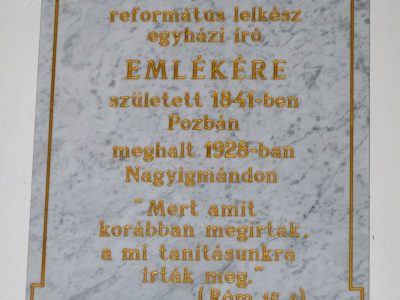 református lelkész
egyházi író
EMLÉKÉRE
született 1841-ben
Pozbán
meghalt 1928-ban
Nagyigmándon
"Mert amit
korábban megírtak,
a mi tanításunkra
írták meg."
(Róm 15,4)